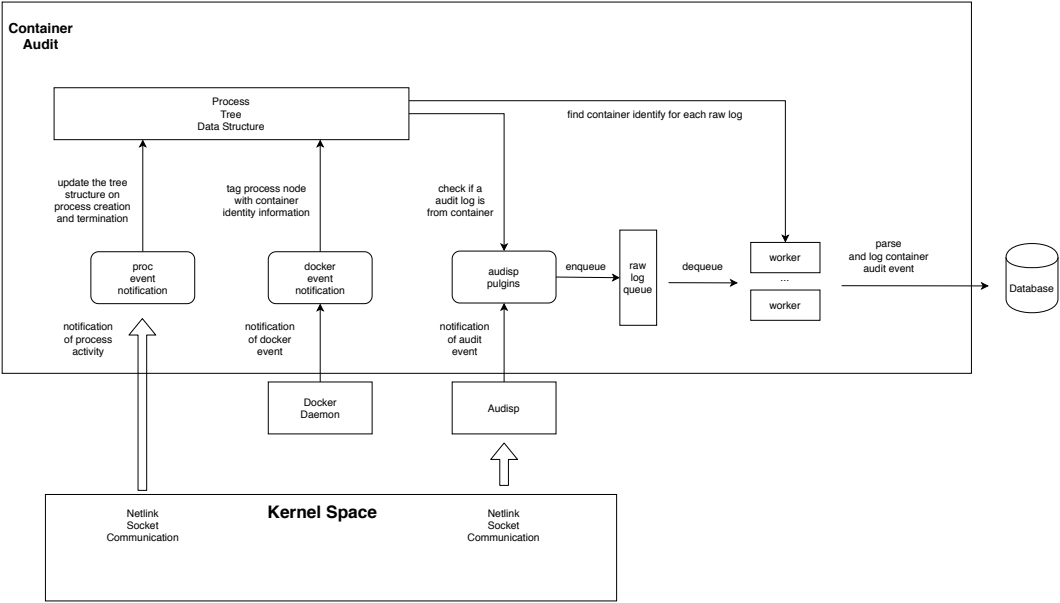 Container
Audit
Process
Tree
Data Structure
find container identify for each raw log
update the tree
structure on
process creation
and termination
tag process node
with container
identity information
check if a
audit log is
from container
proc
event
notification
docker
event
notification
audisp
pulgins
enqueue
raw
log
queue
dequeue
worker
...
worker
parse
and log container
audit event
Database
notification
of process
activity
notification
of docker
event
notification
of audit
event
Docker
Daemon
Audisp
Kernel Space
Netlink
Socket
Communication
Netlink
Socket
Communication